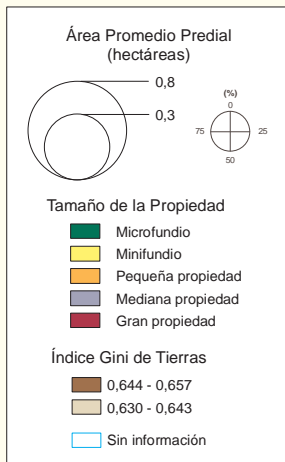 Área Promedio Predial
(hectáreas)
0,8
0,3
(%)
0
75
25
50
Tamaño de la Propiedad
Microfundio
Minifundio
Pequeña propiedad
Mediana propiedad
Gran propiedad
Índice Gini de Tierras
0,644 - 0,657
0,630 - 0,643
Sin información